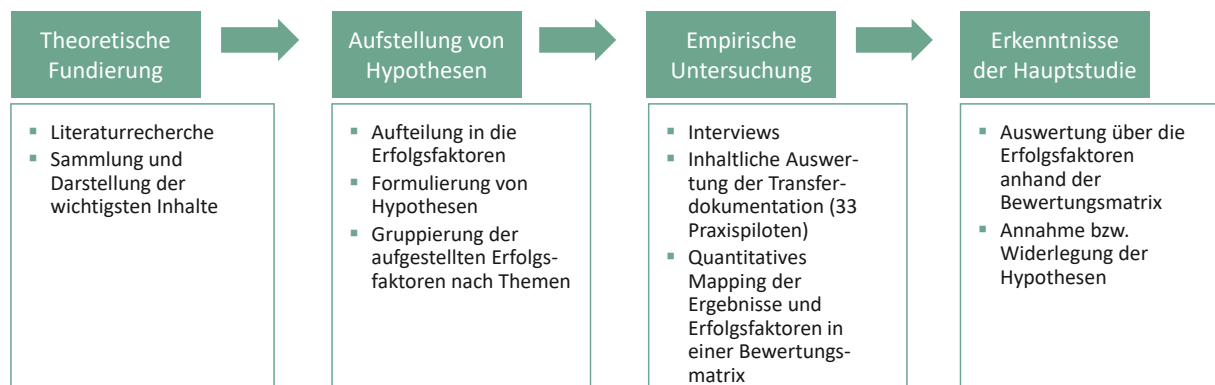 Theoretische
Fundierung
Literaturrecherche
Sammlung und
Darstellung der
wichtigsten Inhalte
Aufstellung von
Hypothesen
Aufteilung in die
Erfolgsfaktoren
Formulierung von
Hypothesen
Gruppierung der
aufgestellten Erfolgs-
faktoren nach Themen
Empirische
Untersuchung
Interviews
Inhaltliche Auswer-
tung der Transfer-
dokumentation (33
Praxispiloten)
Quantitatives
Mapping der
Ergebnisse und
Erfolgsfaktoren in
einer Bewertungs-
matrix
Erkenntnisse
der Hauptstudie
Auswertung über die
Erfolgsfaktoren
anhand der
Bewertungsmatrix
Annahme bzw.
Widerlegung der
Hypothesen